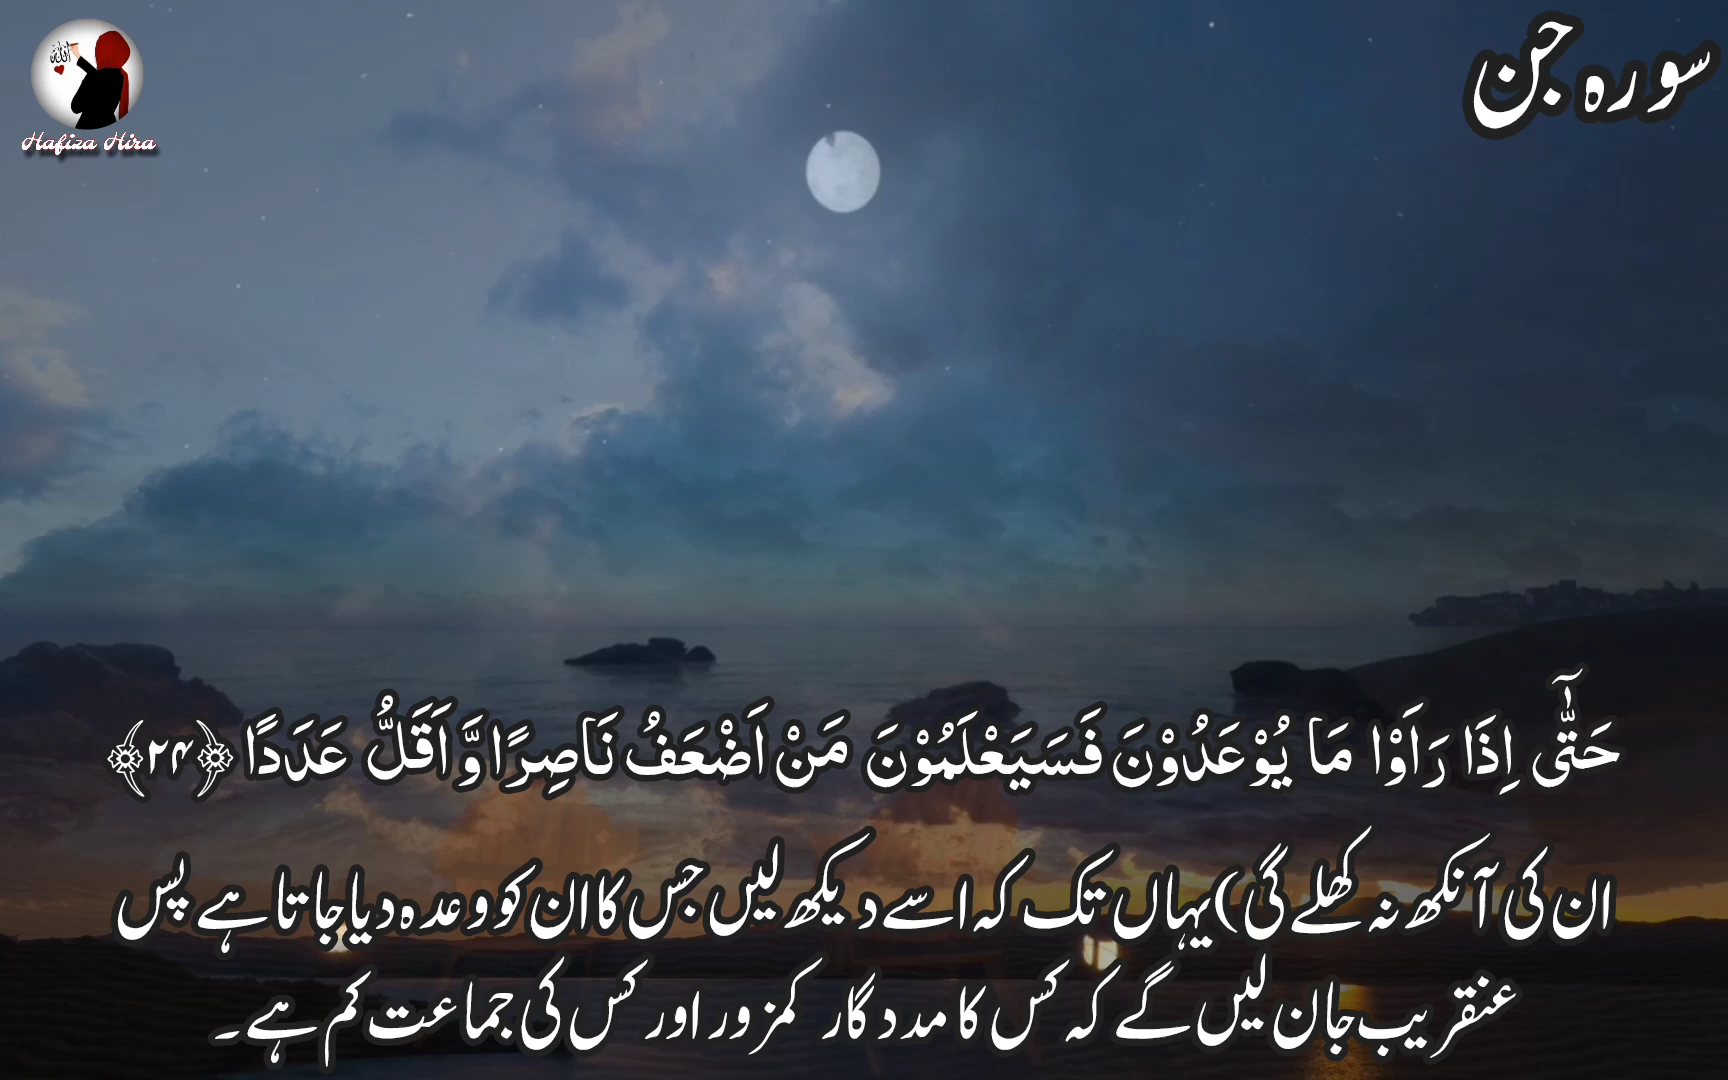 سورہ جن
Hafiza Hira
حَتّٰۤى اِذَا رَاَوْا مَا يُوْعَدُوْنَ فَسَيَعْلَمُوْنَ مَنْ اَضْعَفُ نَاصِرًا وَّ اَقَلُّ عَدَدًا ﴿۲۴﴾
ان کی آنکھ نہ کھلے گی) یہاں تک کہ اسے دیکھ لیں جس کا ان کو وعدہ دیا جاتا ہے پس
عنقریب جان لیں گے کہ کس کا مددگار کمزور اور کس کی جماعت کم ہے۔